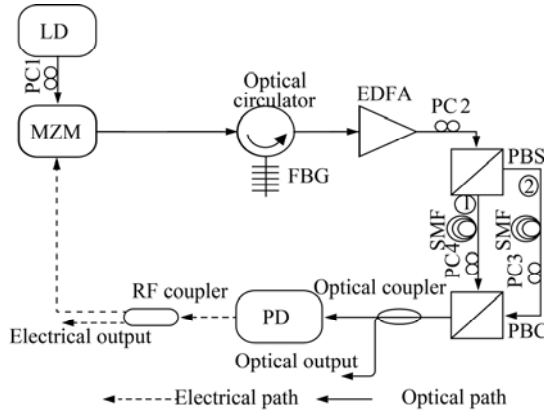 LD
PC1
MZM
Optical
circulator
FBG
EDFA
PC 2
PBS
①
②
SMF
PC4
SMF
PC3
PBC
Optical coupler
RF coupler
PD
Electrical output
Optical output
Electrical path
Optical path